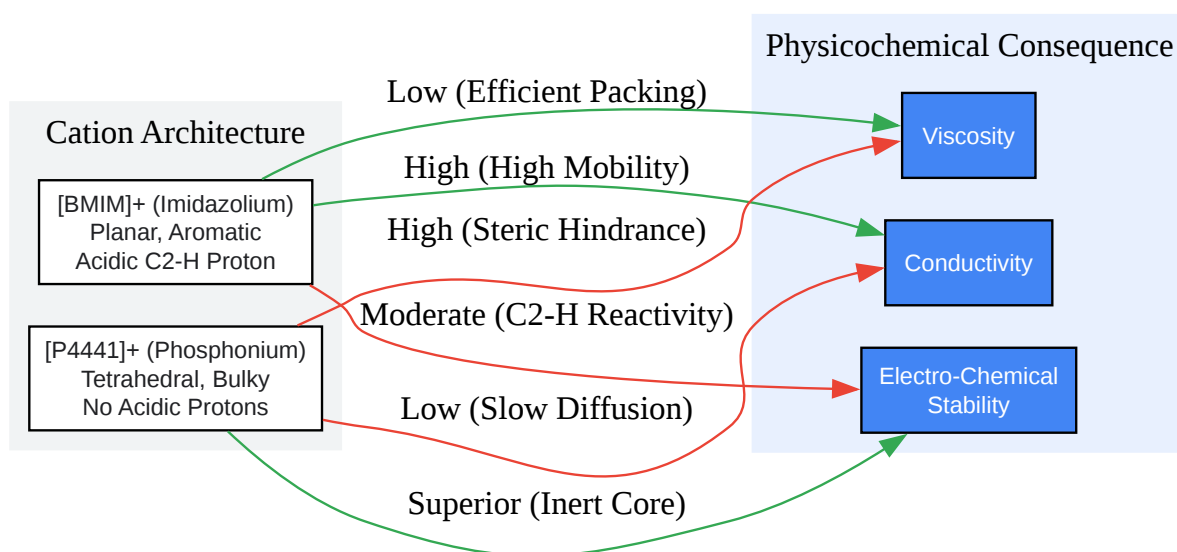 Physicochemical Consequence
Cation Architecture
Low (Efficient Packing)
Viscosity
High (High Mobility)
[BMIM]+ (Imidazolium)
Planar, Aromatic
Acidic C2-H Proton
High (Steric Hindrance)
Conductivity
Moderate (C2-H Reactivity)
[P4441]+ (Phosphonium)
Tetrahedral, Bulky
No Acidic Protons
Electro-Chemical
Stability
Low (Slow Diffusion)
Superior (Inert Core)